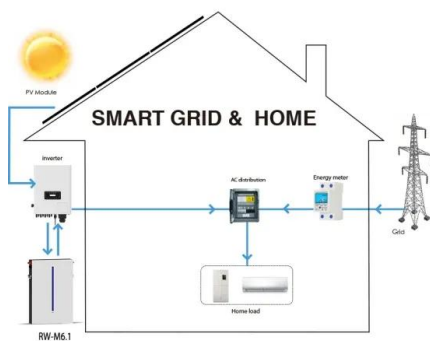 PV Module
SMART GRID & HOME
Inverter
AC distribution
Energy meter
Grid
Home load
RW-M6.1